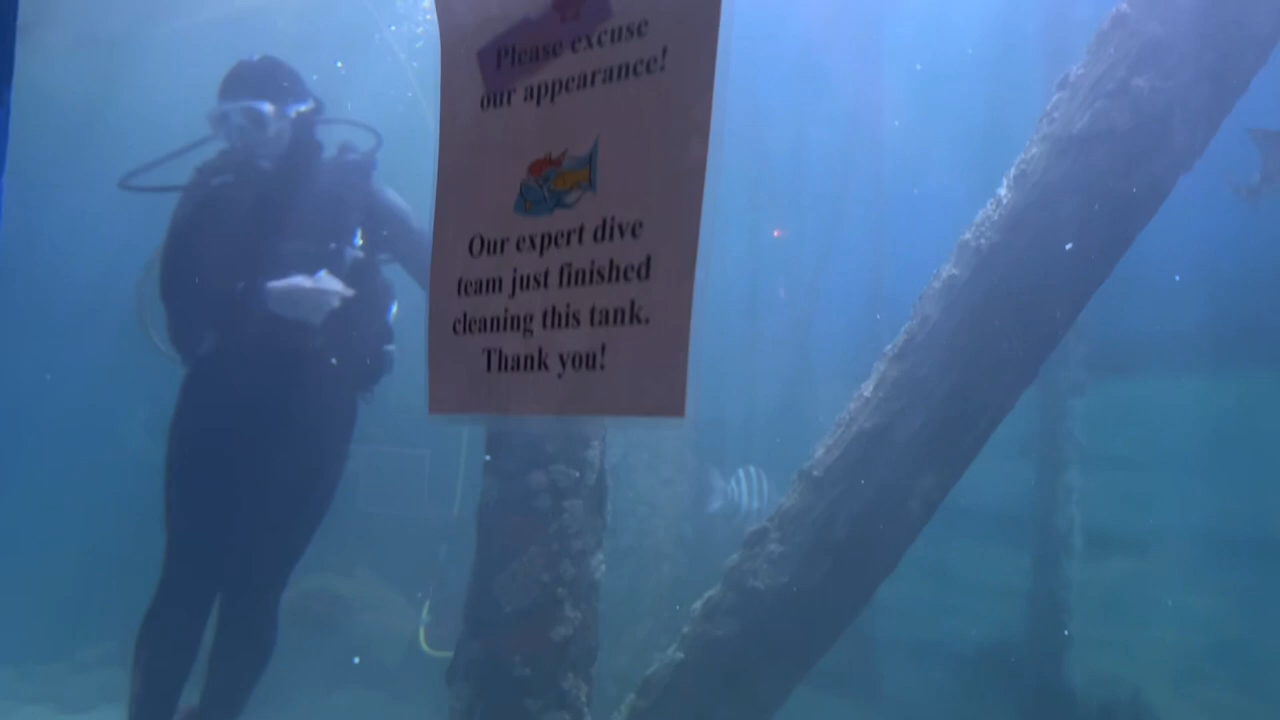 Please excuse
our appearance!
Our expert dive
team just finished
cleaning this tank.
Thank you!